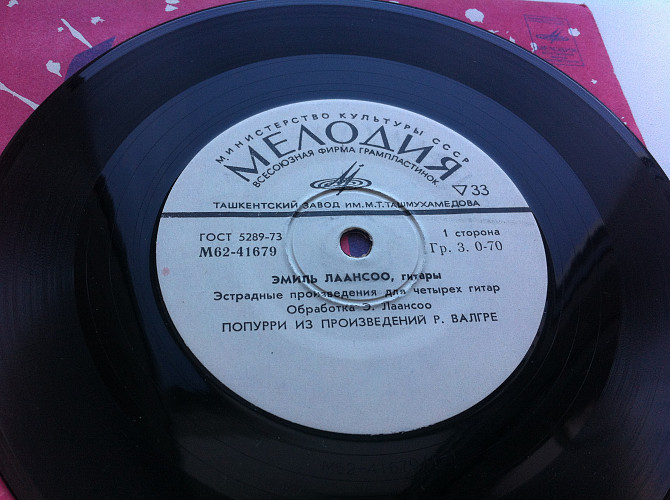 МИНИСТЕРСТВО КУЛЬТУРЫ СССР
МЕЛОДИЯ
ВСЕСОЮЗНАЯ ФИРМА ГРАМПЛАСТИНОК
▽33
ТАШКЕНТСКИЙ ЗАВОД ИМ. М.Т. ТАШМУХАМЕДОВА
ГОСТ 5289-73
1 сторона
М62-41679
Гр. 3. 0-70
ЭМИЛЬ ЛААНСОО, гитары
Эстрадные произведения для четырех гитар
Обработка Э. Лаансоо
ПОПУРРИ ИЗ ПРОИЗВЕДЕНИЙ Р. ВАЛГРЕ